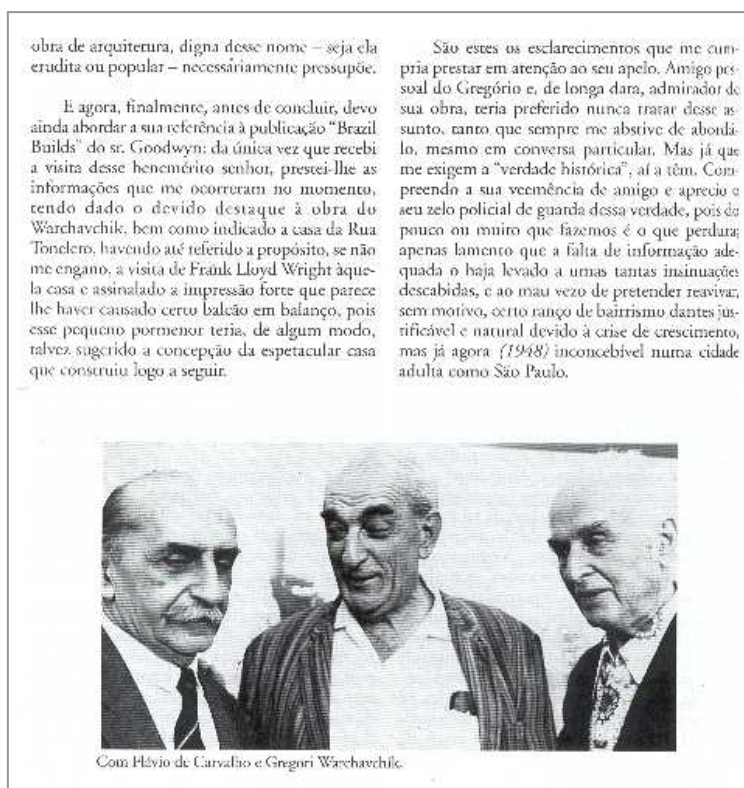 obra de arquitetura, digna desse nome – seja ela
erudita ou popular – necessáriamente pressupõe.
E agora, finalmente, antes de concluir, devo
ainda abordar a sua referência à publicação "Brazil
Builds" do sr. Goodwyn: da única vez que recebi
a visita desse benemérito senhor, prestei-lhe as
informações que me ocorreram no momento,
tendo dado o devido destaque à obra do
Warchavchik, bem como indicado a casa da Rua
Tonelero, havendo até referido a propósito, se não
me engano, a visita de Frank Lloyd Wright àque-
la casa e assinalado a impressão forte que parece
lhe haver causado certo balcão em balanço, pois
esse pequeno pormenor teria, de algum modo,
talvez sugerido a concepção da espetacular casa
que construiu logo a seguir.
São estes os esclarecimentos que me cum-
pria prestar em atenção ao seu apelo. Amigo pes-
soal do Gregório e, de longa data, admirador de
sua obra, teria preferido nunca tratar desse as-
sunto, tanto que sempre me abstive de abordá-
lo, mesmo em conversa particular. Mas já que
me exigem a "verdade histórica", aí a têm. Com-
preendo a sua veemência de amigo e aprecio o
seu zelo policial de guarda dessa verdade, pois do
pouco ou muito que fazemos é o que perdura;
apenas lamento que a falta de informação ade-
quada o haja levado a umas tantas insinuações
descabidas, e ao mau vezo de pretender reavivar,
sem motivo, certo ranço de bairrismo dantes jus-
tificável e natural devido à crise de crescimento,
mas já agora (1948) inconcebível numa cidade
adulta como São Paulo.
Com Flávio de Carvalho e Gregori Warchavchik.